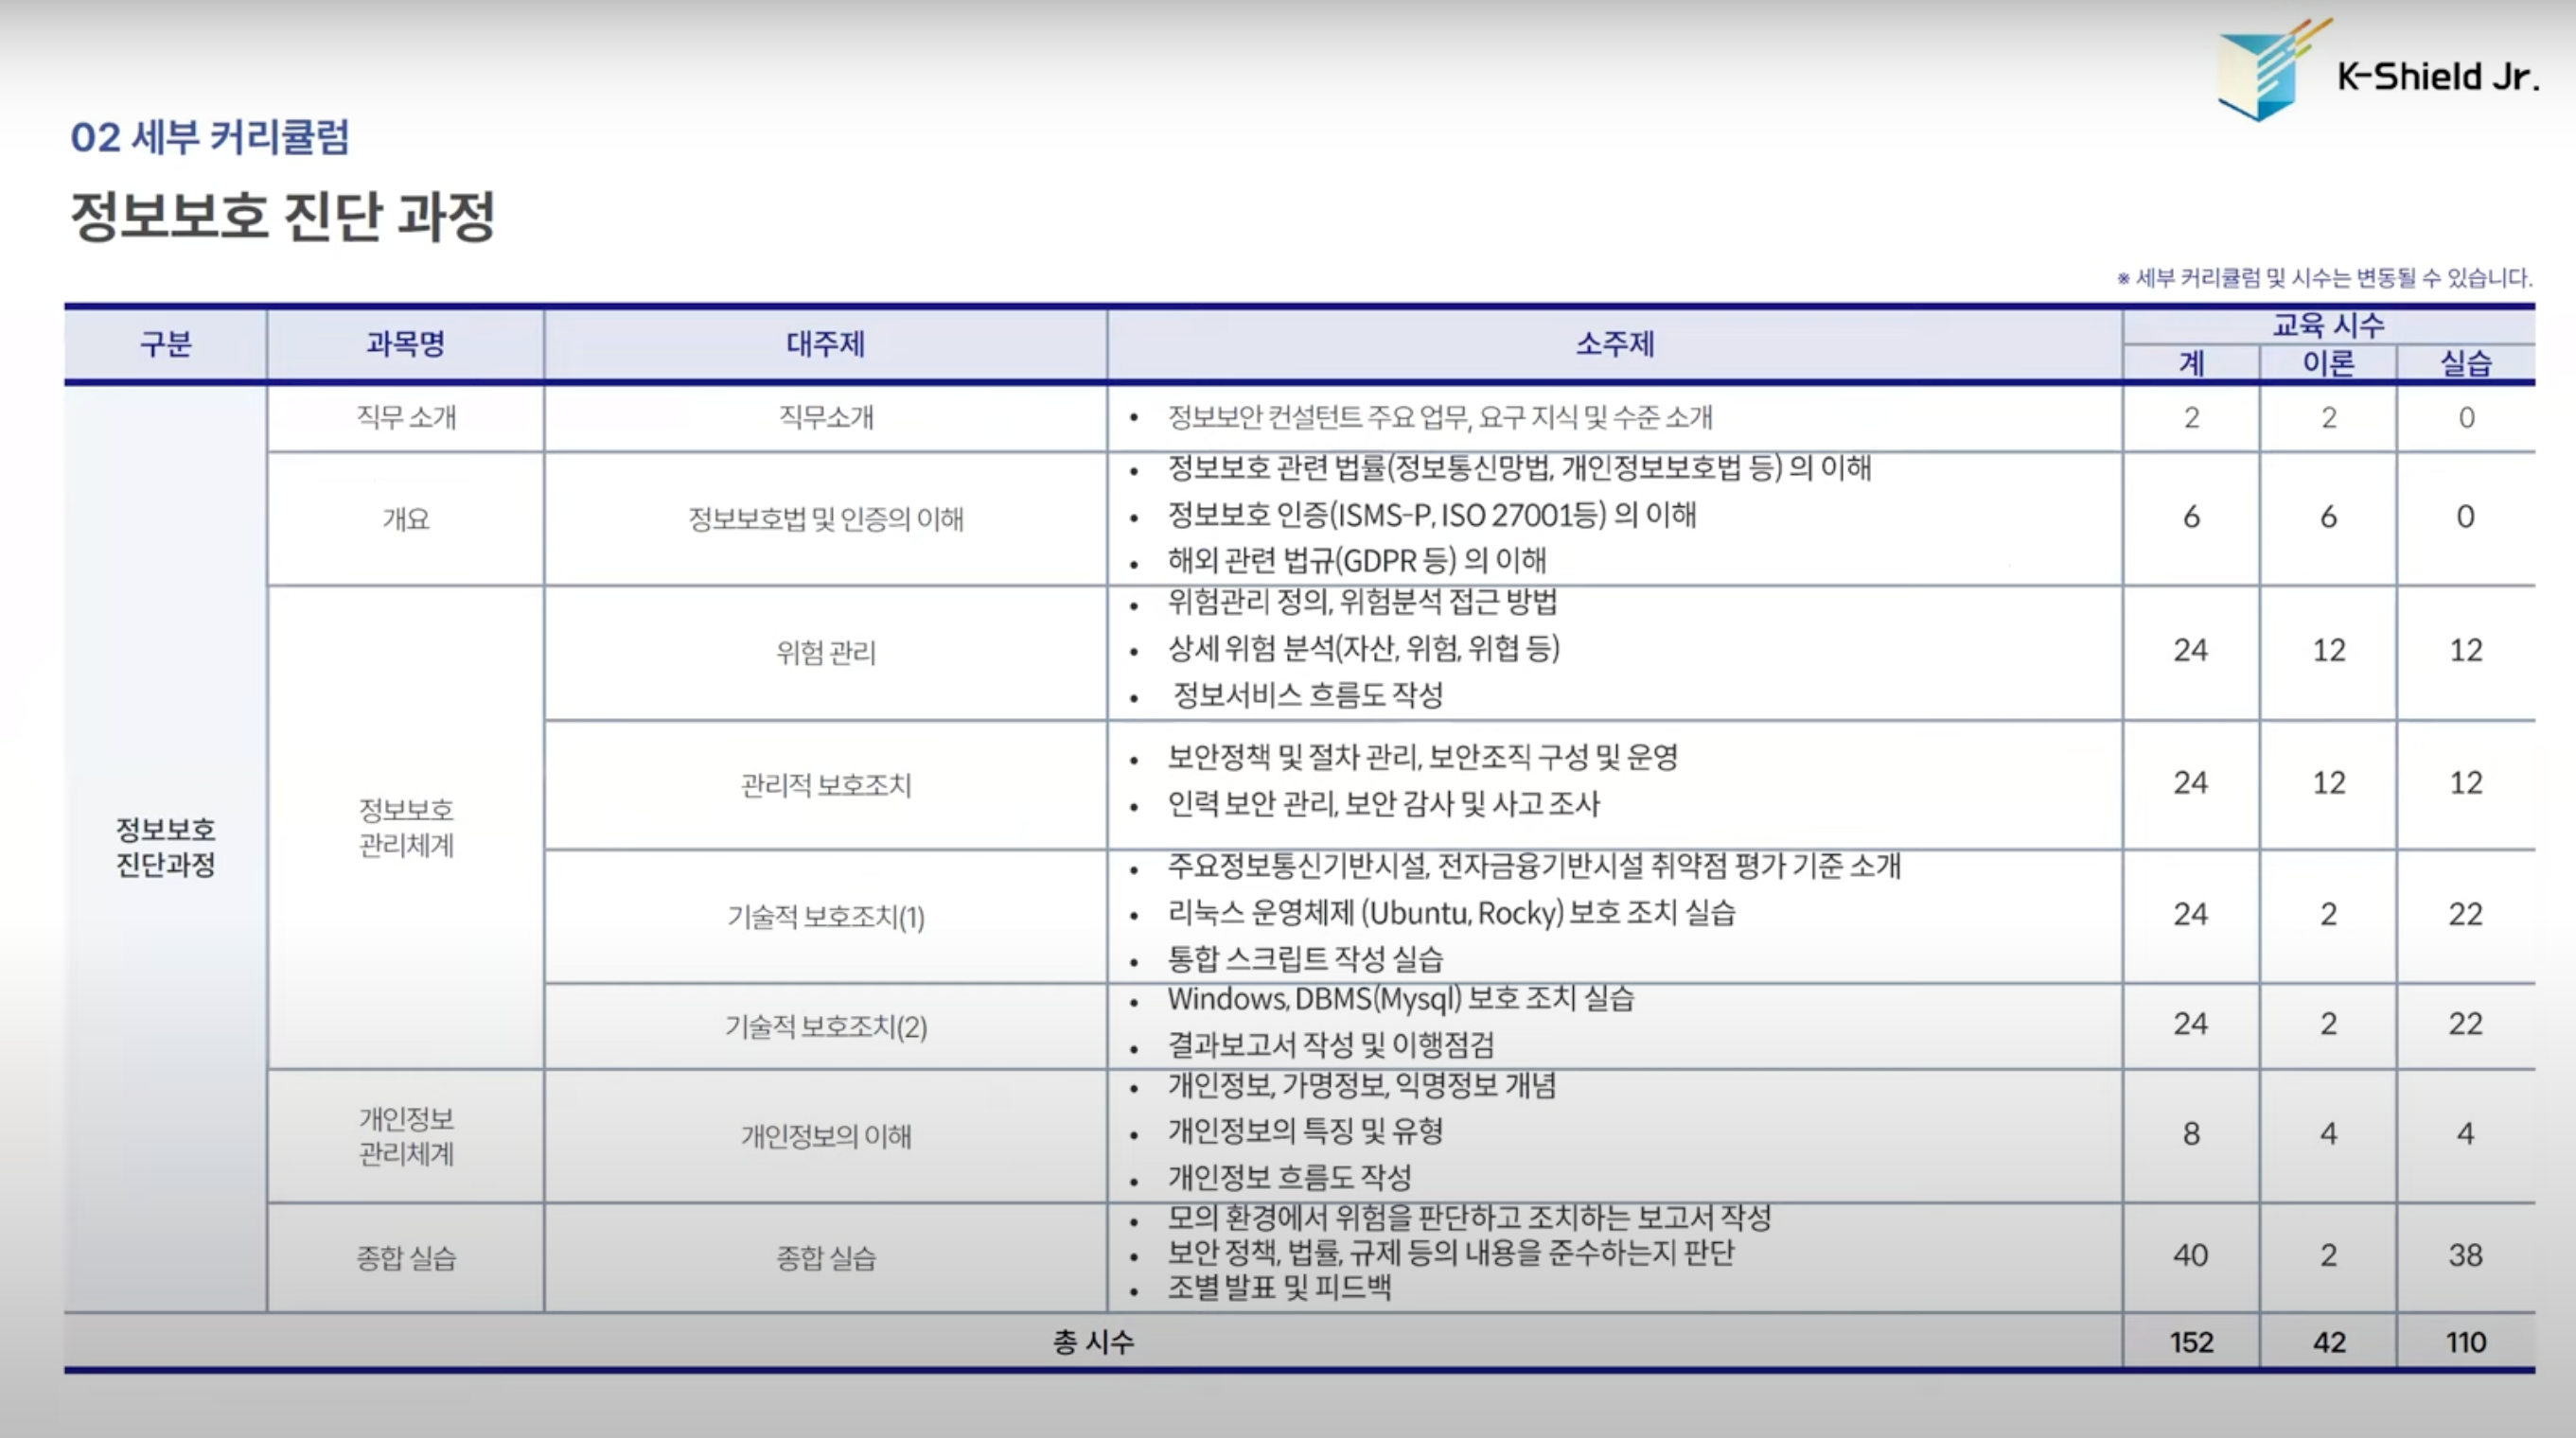 K-Shield Jr.
02 세부 커리큘럼
정보보호 진단 과정
※ 세부 커리큘럼 및 시수는 변동될 수 있습니다.
구분 과목명 대주제 소주제 교육 시수
계 이론 실습
정보보호
진단과정
직무 소개 직무소개
• 정보보안 컨설턴트 주요 업무, 요구 지식 및 수준 소개
2 2 0
개요 정보보호법 및 인증의 이해
• 정보보호 관련 법률(정보통신망법, 개인정보보호법 등) 의 이해
• 정보보호 인증(ISMS-P, ISO 27001등) 의 이해
• 해외 관련 법규(GDPR 등) 의 이해
6 6 0
정보보호
관리체계
위험 관리
• 위험관리 정의, 위험분석 접근 방법
• 상세 위험 분석(자산, 위험, 위협 등)
• 정보서비스 흐름도 작성
24 12 12
관리적 보호조치
• 보안정책 및 절차 관리, 보안조직 구성 및 운영
• 인력 보안 관리, 보안 감사 및 사고 조사
24 12 12
기술적 보호조치(1)
• 주요정보통신기반시설, 전자금융기반시설 취약점 평가 기준 소개
• 리눅스 운영체제 (Ubuntu, Rocky) 보호 조치 실습
• 통합 스크립트 작성 실습
24 2 22
기술적 보호조치(2)
• Windows, DBMS(Mysql) 보호 조치 실습
• 결과보고서 작성 및 이행점검
24 2 22
개인정보
관리체계
개인정보의 이해
• 개인정보, 가명정보, 익명정보 개념
• 개인정보의 특징 및 유형
• 개인정보 흐름도 작성
8 4 4
종합 실습 종합 실습
• 모의 환경에서 위험을 판단하고 조치하는 보고서 작성
• 보안 정책, 법률, 규제 등의 내용을 준수하는지 판단
• 조별 발표 및 피드백
40 2 38
총 시수 152 42 110